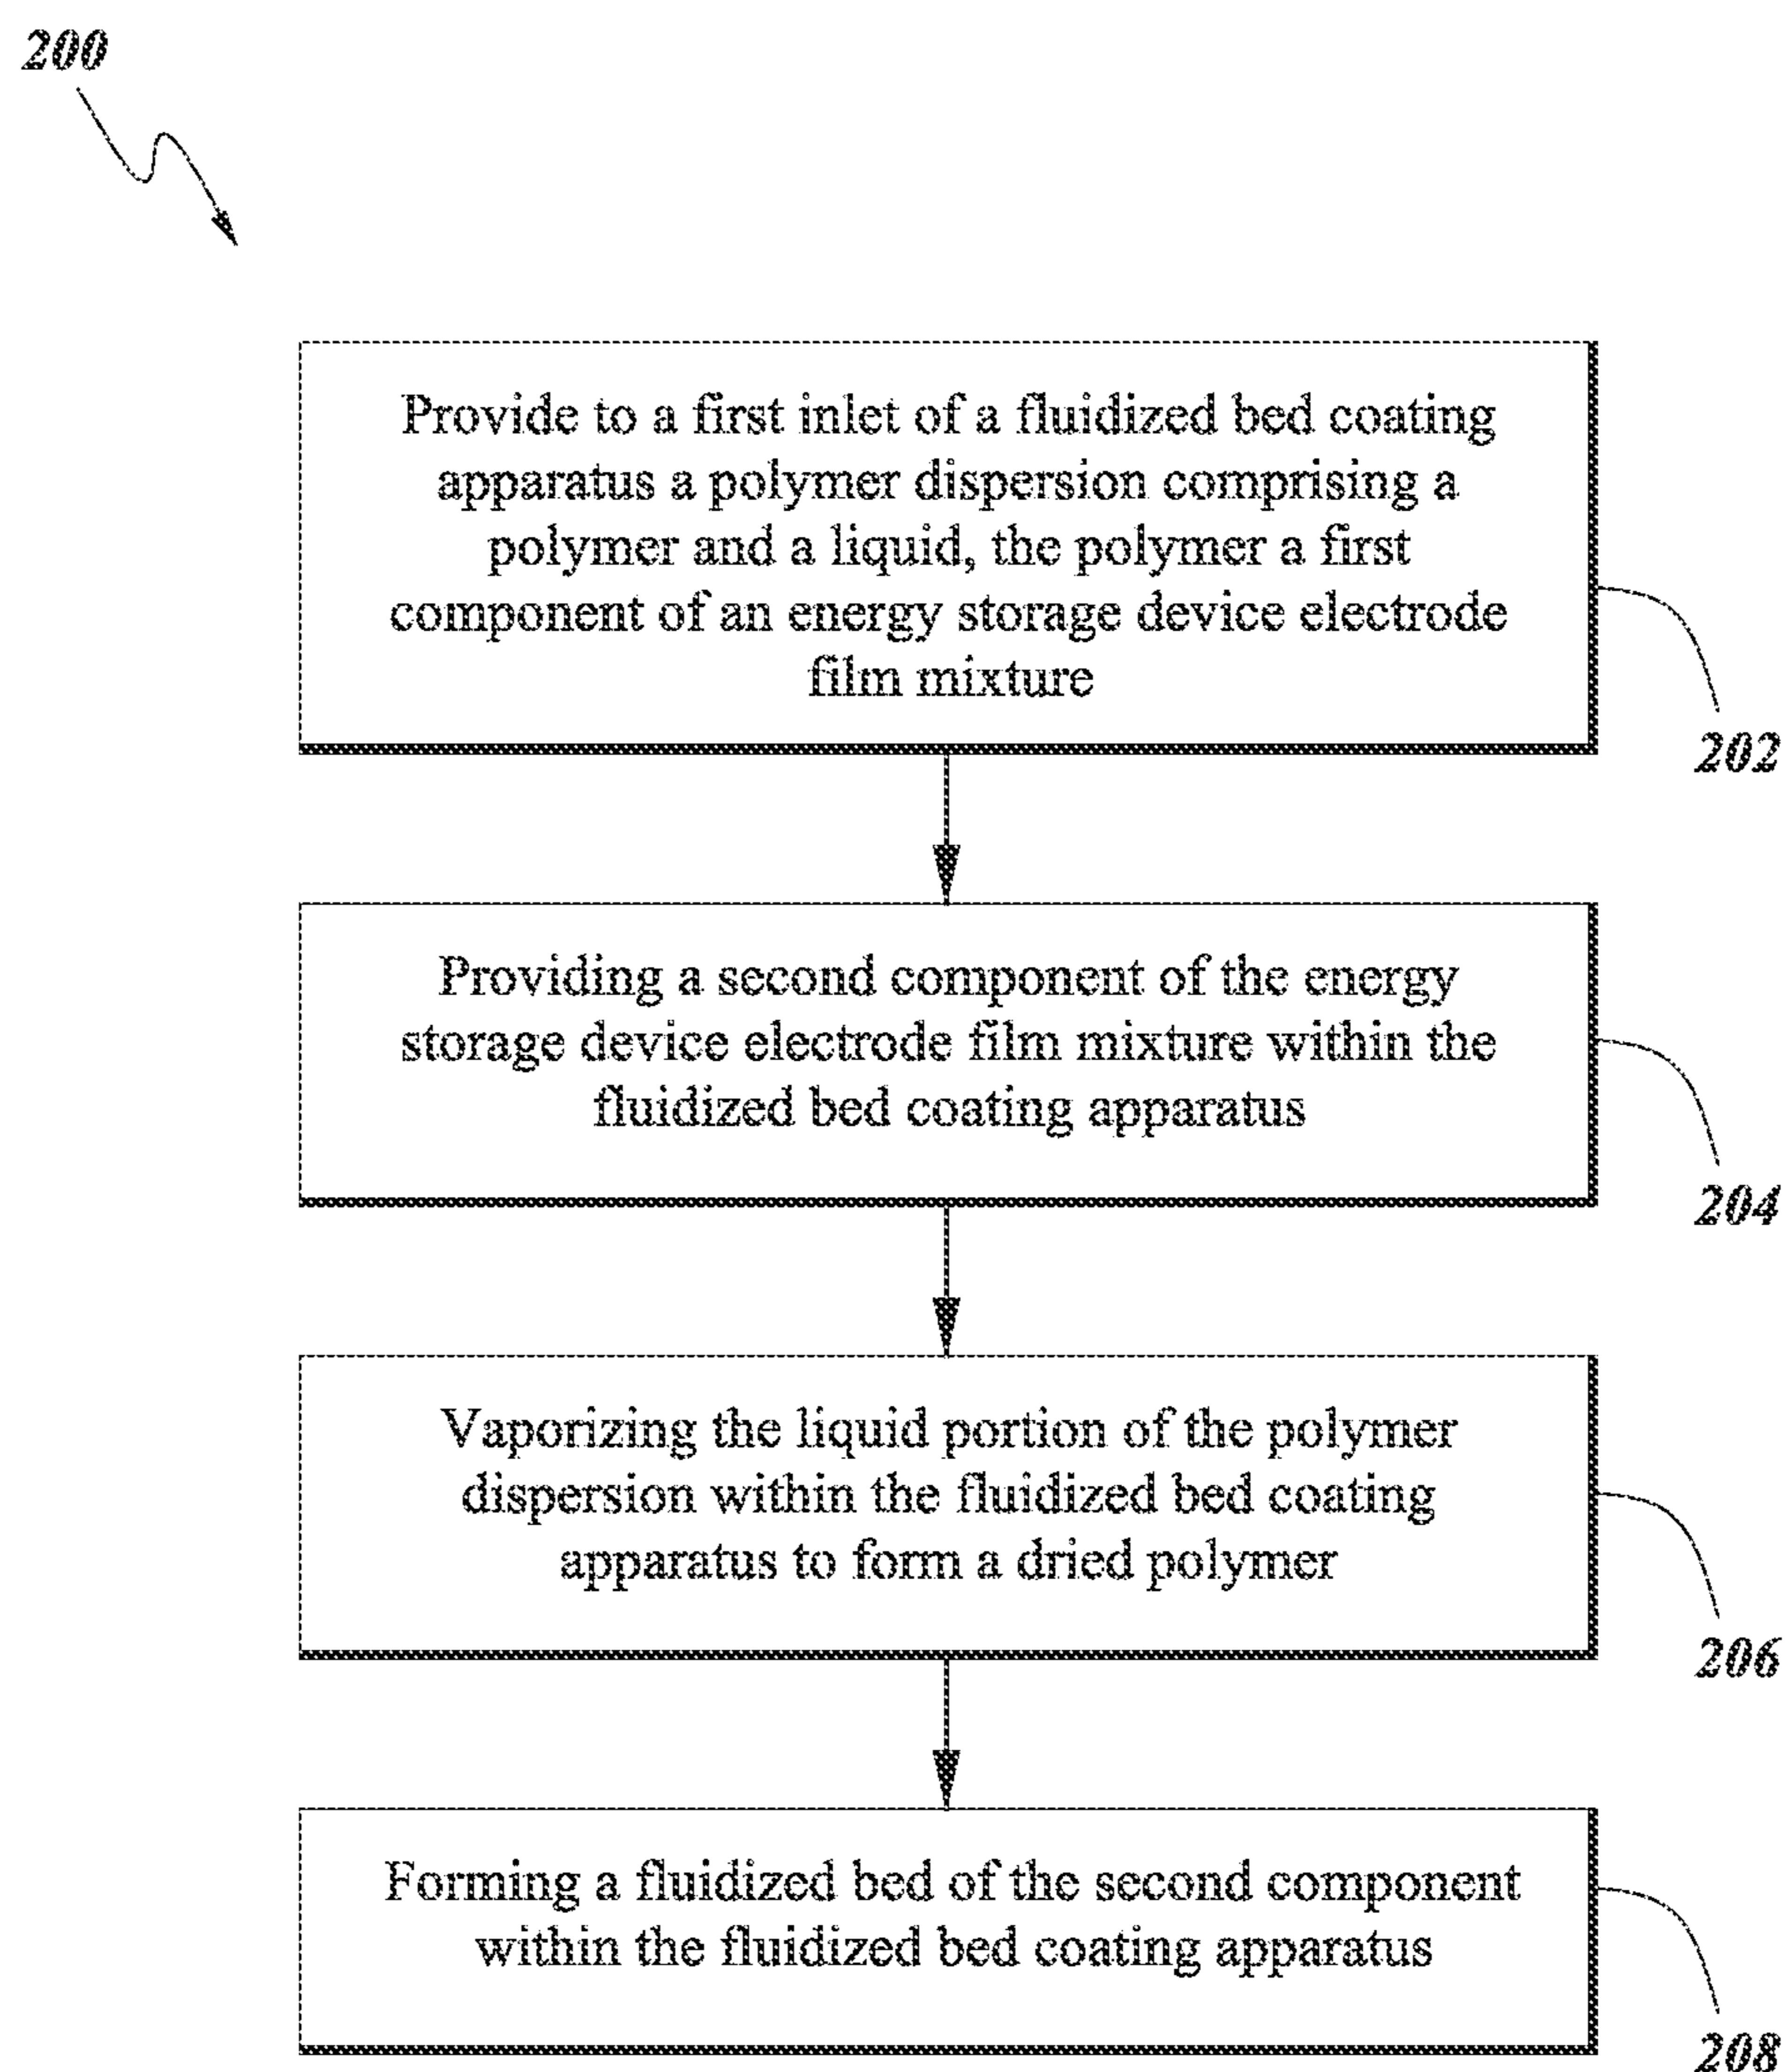 200
Provide to a first inlet of a fluidized bed coating
apparatus a polymer dispersion comprising a
polymer and a liquid, the polymer a first
component of an energy storage device electrode
film mixture
202
Providing a second component of the energy
storage device electrode film mixture within the
fluidized bed coating apparatus
204
Vaporizing the liquid portion of the polymer
dispersion within the fluidized bed coating
apparatus to form a dried polymer
206
Forming a fluidized bed of the second component
within the fluidized bed coating apparatus
208